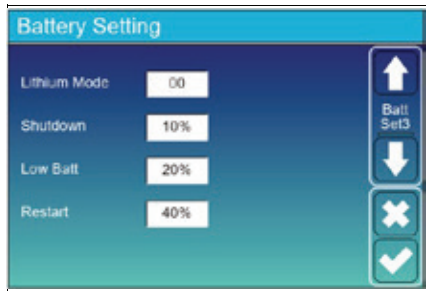 Battery Setting
Lithium Mode 00
Shutdown 10%
Low Batt 20%
Restart 40%
Batt
Set3